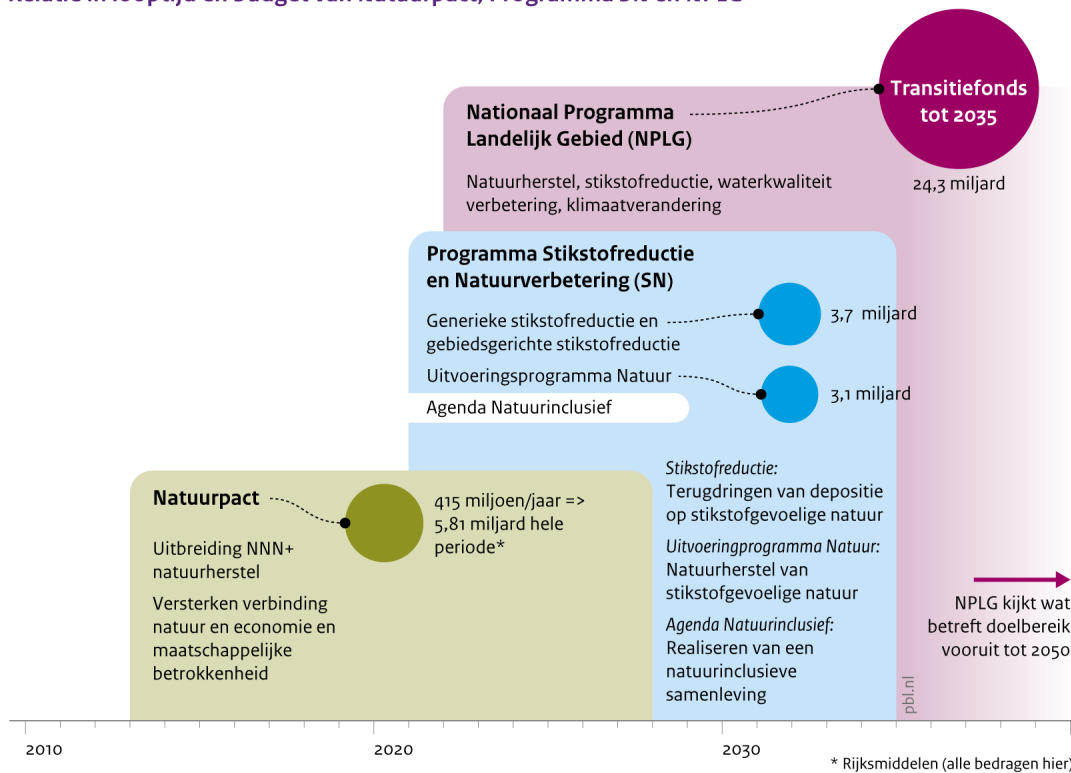 Nationaal Programma
Landelijk Gebied (NPLG)
Natuurherstel, stikstofreductie, waterkwaliteit
verbetering, klimaatverandering
Transitiefonds
tot 2035
24,3 miljard
Programma Stikstofreductie
en Natuurverbetering (SN)
Generieke stikstofreductie en
gebiedsgerichte stikstofreductie
3,7 miljard
Uitvoeringsprogramma Natuur
3,1 miljard
Agenda Natuurinclusief
Natuurpact
415 miljoen/jaar =>
5,81 miljard hele
periode*
Uitbreiding NNN+
natuurherstel
Versterken verbinding
natuur en economie en
maatschappelijke
betrokkenheid
Stikstofreductie:
Terugdringen van depositie
op stikstofgevoelige natuur
Uitvoeringprogramma Natuur:
Natuurherstel van
stikstofgevoelige natuur
Agenda Natuurinclusief:
Realiseren van een
natuurinclusieve
samenleving
NPLG kijkt wat
betreft doelbereik
vooruit tot 2050
pbl.nl
2010
2020
2030
* Rijksmiddelen (alle bedragen hier)